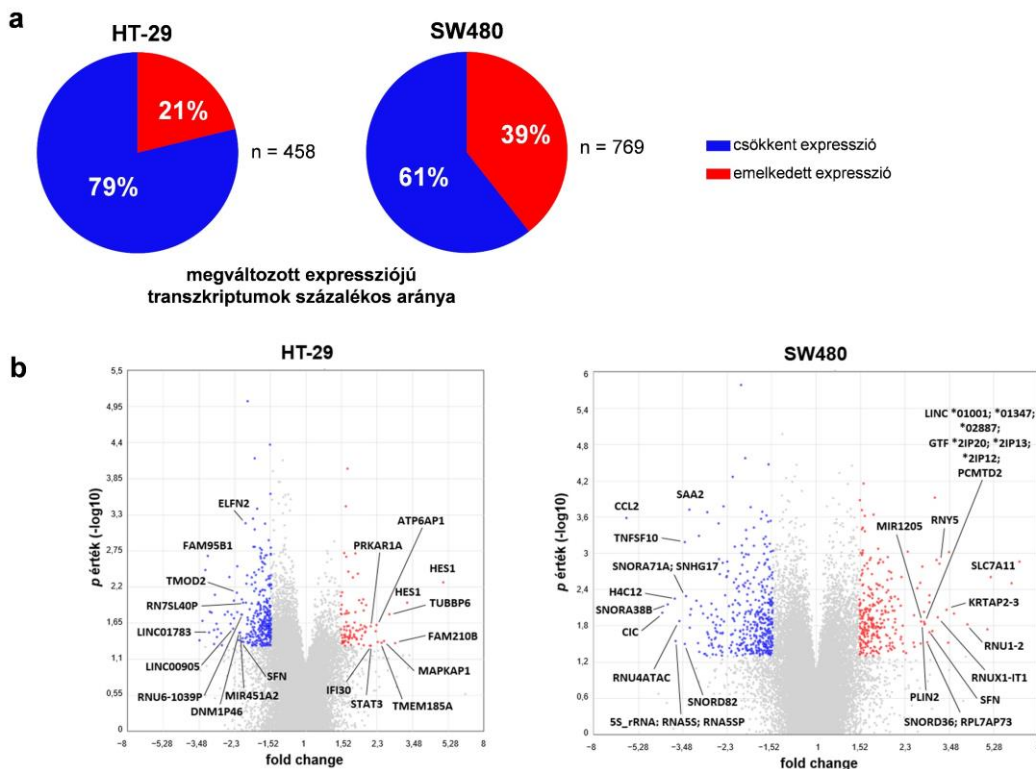 a
HT-29
SW480
21%
79%
n = 458
39%
61%
n = 769
csökkent expresszió
emelkedett expresszió
megváltozott expressziójú
transzkriptumok százalékos aránya
b
HT-29
p érték (-log10)
5,5
4,95
4,4
3,85
3,3
2,75
2,2
1,65
1,1
0,55
0
ELFN2
FAM95B1
TMOD2
RN7SL40P
LINC01783
LINC00905
RNU6-1039P
DNM1P46
MIR451A2
SFN
ATP6AP1
PRKAR1A
HES1
HES1
TUBBP6
FAM210B
MAPKAP1
IFI30
STAT3
TMEM185A
−8 −5,28 −3,48 −2,3 −1,52 1 1,52 2,3 3,48 5,28 8
fold change
SW480
p érték (-log10)
6
5,4
4,8
4,2
3,6
3
2,4
1,8
1,2
0,6
0
LINC *01001; *01347;
*02887;
GTF *2IP20; *2IP13;
*2IP12;
PCMTD2
CCL2
SAA2
TNFSF10
SNORA71A; SNHG17
H4C12
SNORA38B
CIC
RNU4ATAC
SNORD82
5S_rRNA; RNA5S; RNA5SP
MIR1205
RNY5
SLC7A11
KRTAP2-3
RNU1-2
RNUX1-IT1
PLIN2
SFN
SNORD36; RPL7AP73
−8 −5,28 −3,48 −2,3 −1,52 1 1,52 2,3 3,48 5,28
fold change